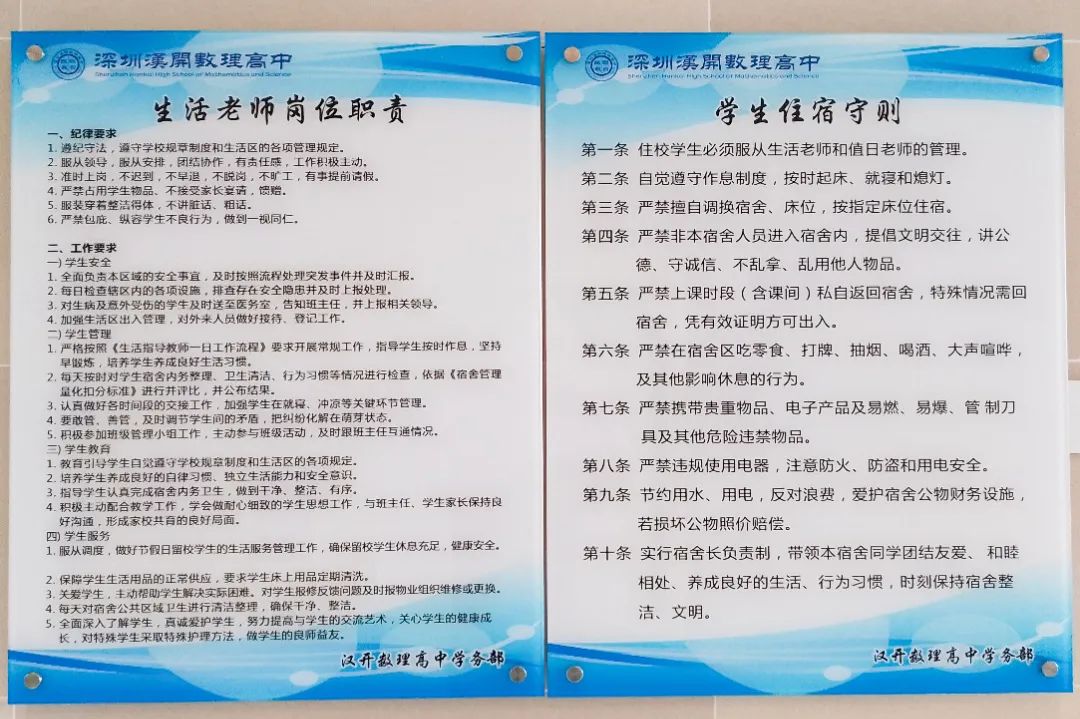 深圳漢開數理高中
Shenzhen Hankai High School of Mathematics and Science
生活老师岗位职责
一、纪律要求
1. 遵纪守法，遵守学校规章制度和生活区的各项管理规定。
2. 服从领导，服从安排，团结协作，有责任感，工作积极主动。
3. 准时上岗，不迟到，不早退，不脱岗，不旷工，有事提前请假。
4. 严禁占用学生物品、不接受家长宴请，馈赠。
5. 服装穿着整洁得体，不讲脏话、粗话。
6. 严禁包庇、纵容学生不良行为，做到一视同仁。
二、工作要求
一) 学生安全
1. 全面负责本区域的安全事宜，及时按照流程处理突发事件并及时汇报。
2. 每日检查辖区内的各项设施，排查存在安全隐患并及时上报处理。
3. 对生病及意外受伤的学生及时送至医务室，告知班主任，并上报相关领导。
4. 加强生活区出入管理，对外来人员做好接待、登记工作。
二) 学生管理
1. 严格按照《生活指导教师一日工作流程》要求开展常规工作，指导学生按时作息，坚持
早锻炼，培养学生养成良好生活习惯。
2. 每天按时对学生宿舍内务整理、卫生清洁、行为习惯等情况进行检查，依据《宿舍管理
量化扣分标准》进行并评比，并公布结果。
3. 认真做好各时间段的交接工作，加强学生在就寝、冲凉等关键环节管理。
4. 要敢管、善管，及时调节学生间的矛盾，把纠纷化解在萌芽状态。
5. 积极参加班级管理小组工作，主动参与班级活动，及时跟班主任互通情况。
三) 学生教育
1. 教育引导学生自觉遵守学校规章制度和生活区的各项规定。
2. 培养学生养成良好的自律习惯、独立生活能力和安全意识。
3. 指导学生认真完成宿舍内务卫生，做到干净、整洁、有序。
4. 积极主动配合教学工作，学会做耐心细致的学生思想工作，与班主任、学生家长保持良
好沟通，形成家校共育的良好局面。
四) 学生服务
1. 服从调度，做好节假日留校学生的生活服务管理工作，确保留校学生休息充足，健康安全。
2. 保障学生生活用品的正常供应，要求学生床上用品定期清洗。
3. 关爱学生，主动帮助学生解决实际困难。对学生报修反馈问题及时报物业组织维修或更换。
4. 每天对宿舍公共区域卫生进行清洁整理，确保干净、整洁。
5. 全面深入了解学生，真诚爱护学生，努力提高与学生的交流艺术，关心学生的健康成
长，对特殊学生采取特殊护理方法，做学生的良师益友。
汉开数理高中学务部
深圳漢開數理高中
Shenzhen Hankai High School of Mathematics and Science
学生住宿守则
第一条 住校学生必须服从生活老师和值日老师的管理。
第二条 自觉遵守作息制度，按时起床、就寝和熄灯。
第三条 严禁擅自调换宿舍、床位，按指定床位住宿。
第四条 严禁非本宿舍人员进入宿舍内，提倡文明交往，讲公
德、守诚信、不乱拿、乱用他人物品。
第五条 严禁上课时段（含课间）私自返回宿舍，特殊情况需回
宿舍，凭有效证明方可出入。
第六条 严禁在宿舍区吃零食、打牌、抽烟、喝酒、大声喧哗，
及其他影响休息的行为。
第七条 严禁携带贵重物品、电子产品及易燃、易爆、管 制刀
具及其他危险违禁物品。
第八条 严禁违规使用电器，注意防火、防盗和用电安全。
第九条 节约用水、用电，反对浪费，爱护宿舍公物财务设施，
若损坏公物照价赔偿。
第十条 实行宿舍长负责制，带领本宿舍同学团结友爱、 和睦
相处、养成良好的生活、行为习惯，时刻保持宿舍整
洁、文明。
汉开数理高中学务部